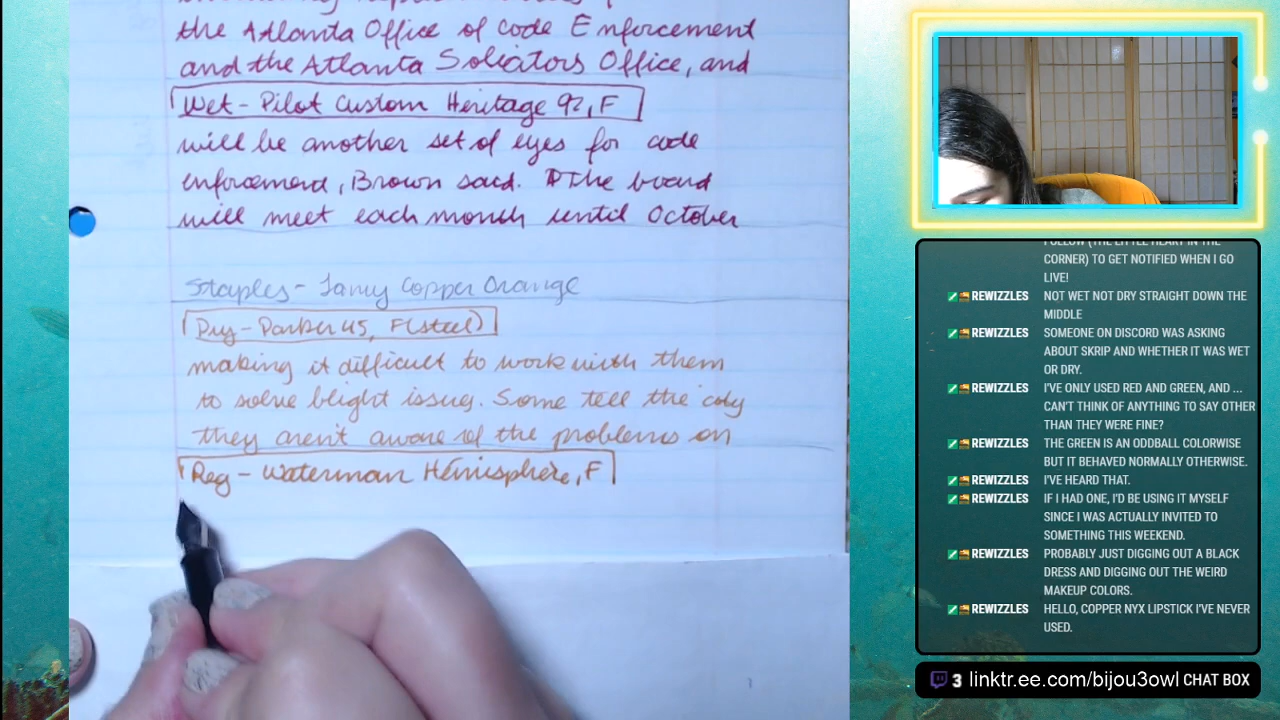 the Atlanta Office of Code Enforcement
and the Atlanta Solicitors Office, and
Wet - Pilot Custom Heritage 92, F
will be another set of eyes for code
enforcement, Brown said. The board
will meet each month until October
Staples - Jamy Copper Orange
Dry - Parker 45, F (steel)
making it difficult to work with them
to solve blight issues. Some tell the city
they aren't aware of the problems on
Reg - Waterman Hémisphère, F
FOLLOW (THE LITTLE HEART IN THE
CORNER) TO GET NOTIFIED WHEN I GO
LIVE!
REWIZZLES NOT WET NOT DRY STRAIGHT DOWN THE
MIDDLE
REWIZZLES SOMEONE ON DISCORD WAS ASKING
ABOUT SKRIP AND WHETHER IT WAS WET
OR DRY.
REWIZZLES I'VE ONLY USED RED AND GREEN, AND ...
CAN'T THINK OF ANYTHING TO SAY OTHER
THAN THEY WERE FINE?
REWIZZLES THE GREEN IS AN ODDBALL COLORWISE
BUT IT BEHAVED NORMALLY OTHERWISE.
REWIZZLES I'VE HEARD THAT.
REWIZZLES IF I HAD ONE, I'D BE USING IT MYSELF
SINCE I WAS ACTUALLY INVITED TO
SOMETHING THIS WEEKEND.
REWIZZLES PROBABLY JUST DIGGING OUT A BLACK
DRESS AND DIGGING OUT THE WEIRD
MAKEUP COLORS.
REWIZZLES HELLO, COPPER NYX LIPSTICK I'VE NEVER
USED.
3 linktr.ee.com/bijou3owl CHAT BOX